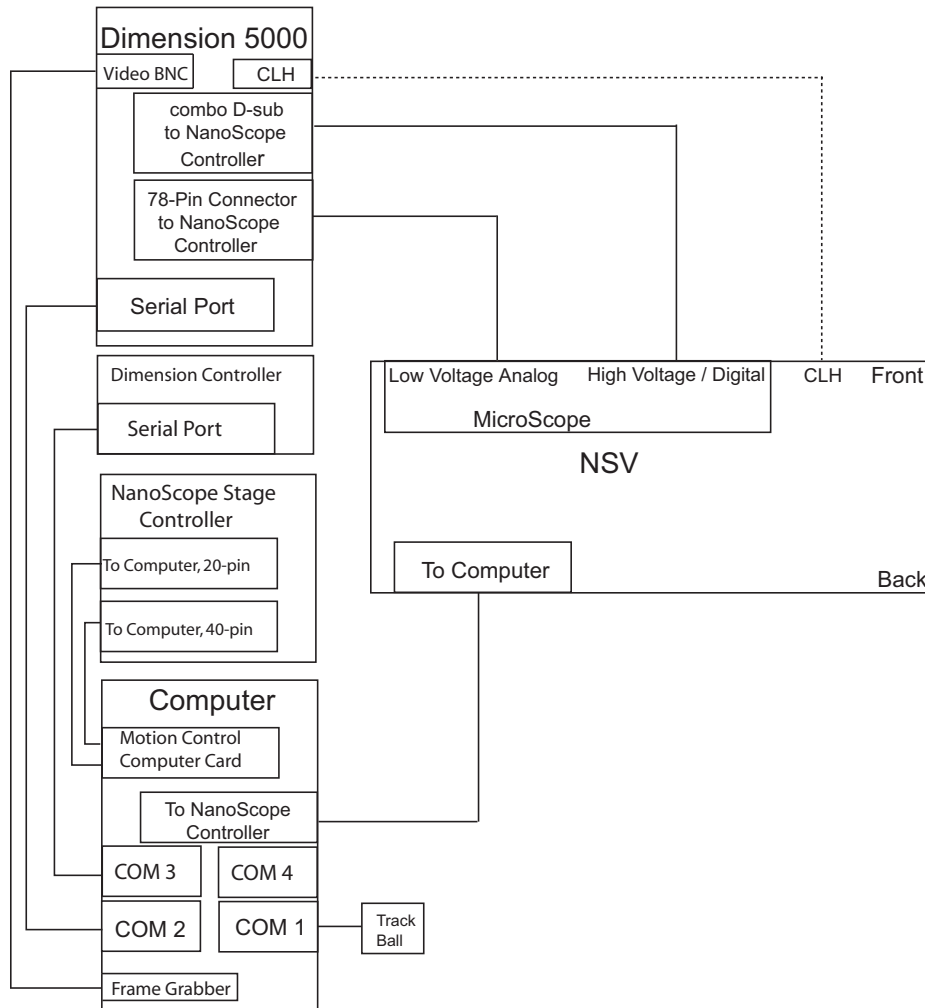 Dimension 5000
Video BNC
CLH
combo D-sub
to NanoScope
Controller
78-Pin Connector
to NanoScope
Controller
Serial Port
Dimension Controller
Serial Port
NanoScope Stage
Controller
To Computer, 20-pin
To Computer, 40-pin
Computer
Motion Control
Computer Card
To NanoScope
Controller
COM 3
COM 4
COM 2
COM 1
Track
Ball
Frame Grabber
Low Voltage Analog
High Voltage / Digital
CLH
Front
MicroScope
NSV
To Computer
Back